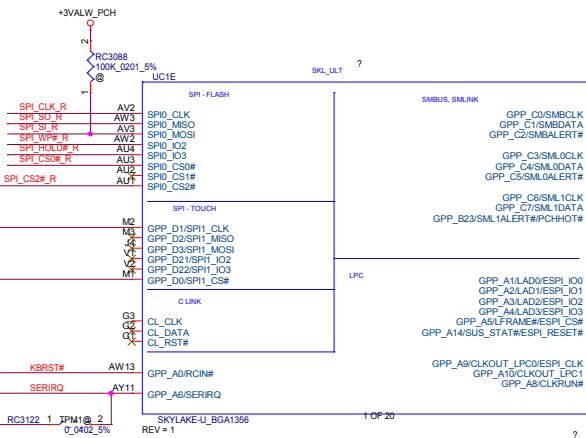 +3VALW_PCH
2
RC3088
100K_0201_5%
@
1
SKL_ULT
?
UC1E
SPI - FLASH
SMBUS, SMLINK
SPI_CLK_R AV2 SPI0_CLK
SPI_SO_R AW3 SPI0_MISO
SPI_SI_R AV3 SPI0_MOSI
SPI_WP#_R AW2 SPI0_IO2
SPI_HOLD#_R AU4 SPI0_IO3
SPI_CS0#_R AU3 SPI0_CS0#
AU2 SPI0_CS1#
SPI_CS2#_R AU1 SPI0_CS2#
GPP_C0/SMBCLK
GPP_C1/SMBDATA
GPP_C2/SMBALERT#
GPP_C3/SML0CLK
GPP_C4/SML0DATA
GPP_C5/SML0ALERT#
GPP_C6/SML1CLK
GPP_C7/SML1DATA
GPP_B23/SML1ALERT#/PCHHOT#
SPI - TOUCH
M2 GPP_D1/SPI1_CLK
M3 GPP_D2/SPI1_MISO
J4 GPP_D3/SPI1_MOSI
V1 GPP_D21/SPI1_IO2
V2 GPP_D22/SPI1_IO3
M1 GPP_D0/SPI1_CS#
LPC
GPP_A1/LAD0/ESPI_IO0
GPP_A2/LAD1/ESPI_IO1
GPP_A3/LAD2/ESPI_IO2
GPP_A4/LAD3/ESPI_IO3
GPP_A5/LFRAME#/ESPI_CS#
GPP_A14/SUS_STAT#/ESPI_RESET#
C LINK
G3 CL_CLK
G2 CL_DATA
G1 CL_RST#
GPP_A9/CLKOUT_LPC0/ESPI_CLK
GPP_A10/CLKOUT_LPC1
GPP_A8/CLKRUN#
KBRST# AW13 GPP_A0/RCIN#
SERIRQ AY11 GPP_A6/SERIRQ
RC3122 1 TPM1@ 2
0_0402_5%
SKYLAKE-U_BGA1356
REV = 1
1 OF 20
?